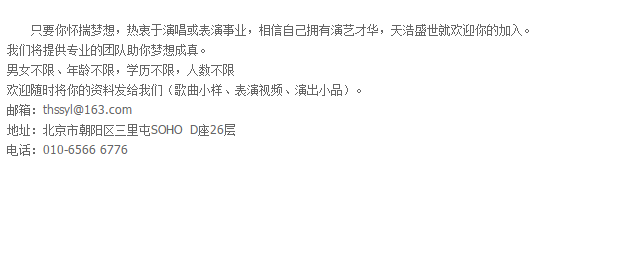 只要你怀揣梦想，热衷于演唱或表演事业，相信自己拥有演艺才华，天浩盛世就欢迎你的加入。
我们将提供专业的团队助你梦想成真。
男女不限、年龄不限，学历不限，人数不限
欢迎随时将你的资料发给我们（歌曲小样、表演视频、演出小品）。
邮箱：thssyl@163.com
地址：北京市朝阳区三里屯SOHO  D座26层
电话：010-6566 6776